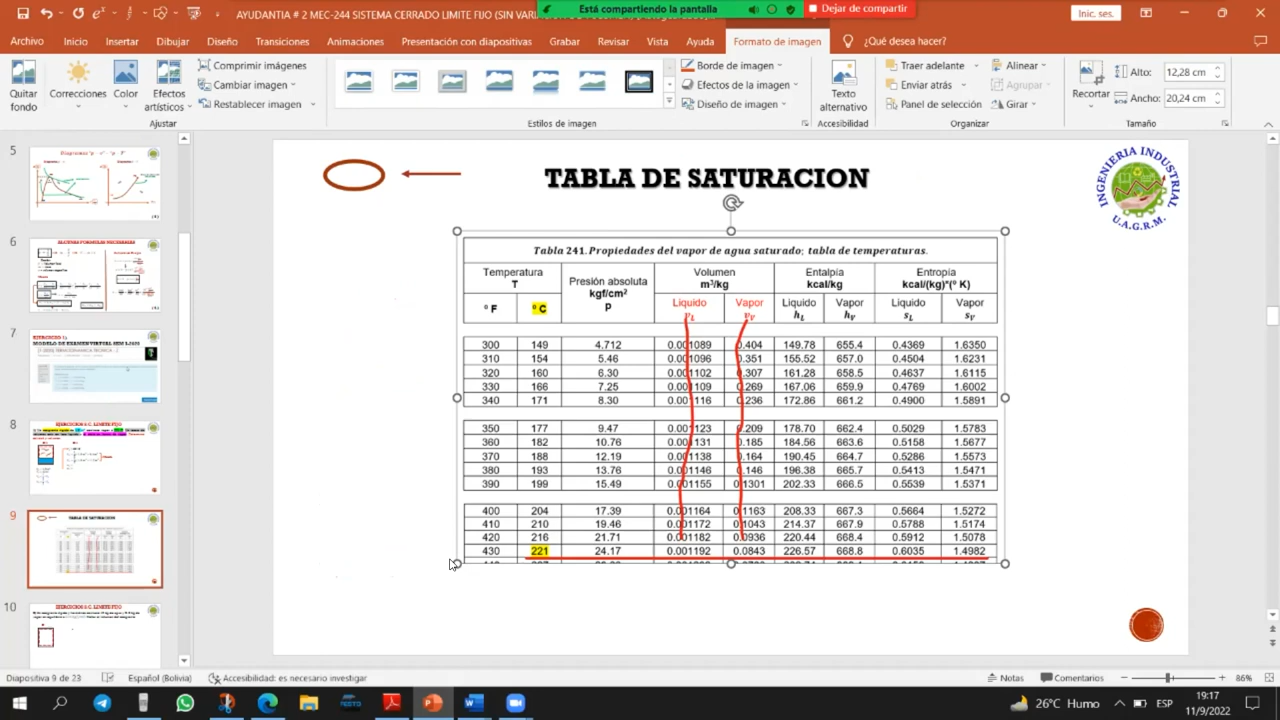 AYUDANTIA # 2 MEC-244 SISTEMA CERRADO LIMITE FIJO (SIN VAR
Está compartiendo la pantalla
Dejar de compartir
Inic. ses.
Archivo Inicio Insertar Dibujar Diseño Transiciones Animaciones Presentación con diapositivas Grabar Revisar Vista Ayuda Formato de imagen ¿Qué desea hacer?
Quitar fondo
Correcciones
Color
Efectos artísticos
Comprimir imágenes
Cambiar imagen
Restablecer imagen
Ajustar
Estilos de imagen
Borde de imagen
Efectos de la imagen
Diseño de imagen
Texto alternativo
Accesibilidad
Traer adelante
Enviar atrás
Panel de selección
Alinear
Agrupar
Girar
Organizar
Recortar
Alto: 12,28 cm
Ancho: 20,24 cm
Tamaño
5
6
7
8
9
10
TABLA DE SATURACION
INGENIERIA INDUSTRIAL
U.A.G.R.M.
Tabla 241. Propiedades del vapor de agua saturado; tabla de temperaturas.
Temperatura T
Presión absoluta kgf/cm² p
Volumen m³/kg
Entalpía kcal/kg
Entropía kcal/(kg)*(° K)
° F ° C Liquido vL Vapor vV Liquido hL Vapor hV Liquido sL Vapor sV
300 149 4.712 0.001089 0.404 149.78 655.4 0.4369 1.6350
310 154 5.46 0.001096 0.351 155.52 657.0 0.4504 1.6231
320 160 6.30 0.001102 0.307 161.28 658.5 0.4637 1.6115
330 166 7.25 0.001109 0.269 167.06 659.9 0.4769 1.6002
340 171 8.30 0.001116 0.236 172.86 661.2 0.4900 1.5891
177 9.47 0.001123 0.209 178.70 662.4 0.5029 1.5783
360 182 10.76 0.001131 0.185 184.56 663.6 0.5158 1.5677
370 188 12.19 0.001138 0.164 190.45 664.7 0.5286 1.5573
380 193 13.76 0.001146 0.146 196.38 665.7 0.5413 1.5471
390 199 15.49 0.001155 0.1301 202.33 666.5 0.5539 1.5371
400 204 17.39 0.001164 0.1163 208.33 667.3 0.5664 1.5272
410 210 19.46 0.001172 0.1043 214.37 667.9 0.5788 1.5174
420 216 21.71 0.001182 0.0936 220.44 668.4 0.5912 1.5078
430 221 24.17 0.001192 0.0843 226.57 668.8 0.6035 1.4982
Diapositiva 9 de 23 Español (Bolivia) Accesibilidad: es necesario investigar Notas Comentarios 86%
26°C Humo ESP 19:17
11/9/2022